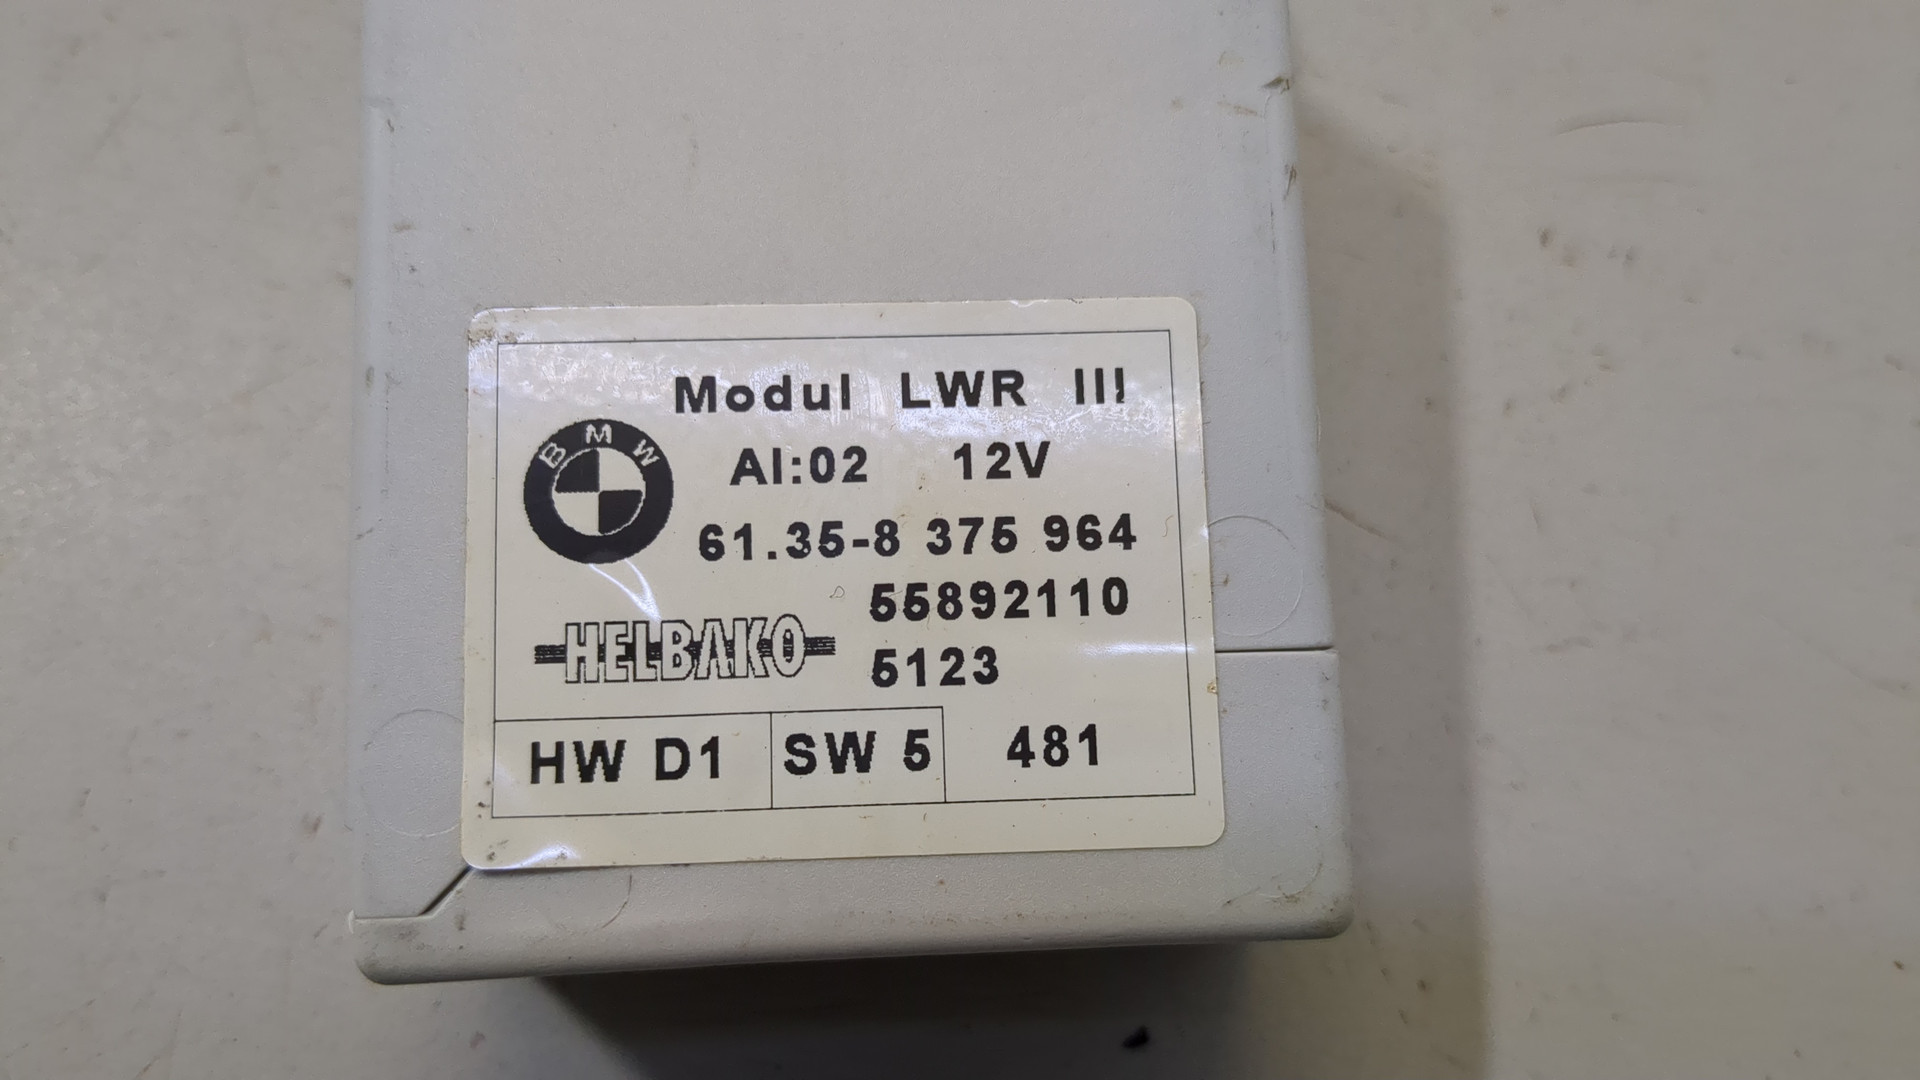 Modul LWR III
BMW
AI:02 12V
61.35-8 375 964
55892110
HELBAKO
5123
HW D1
SW 5
481